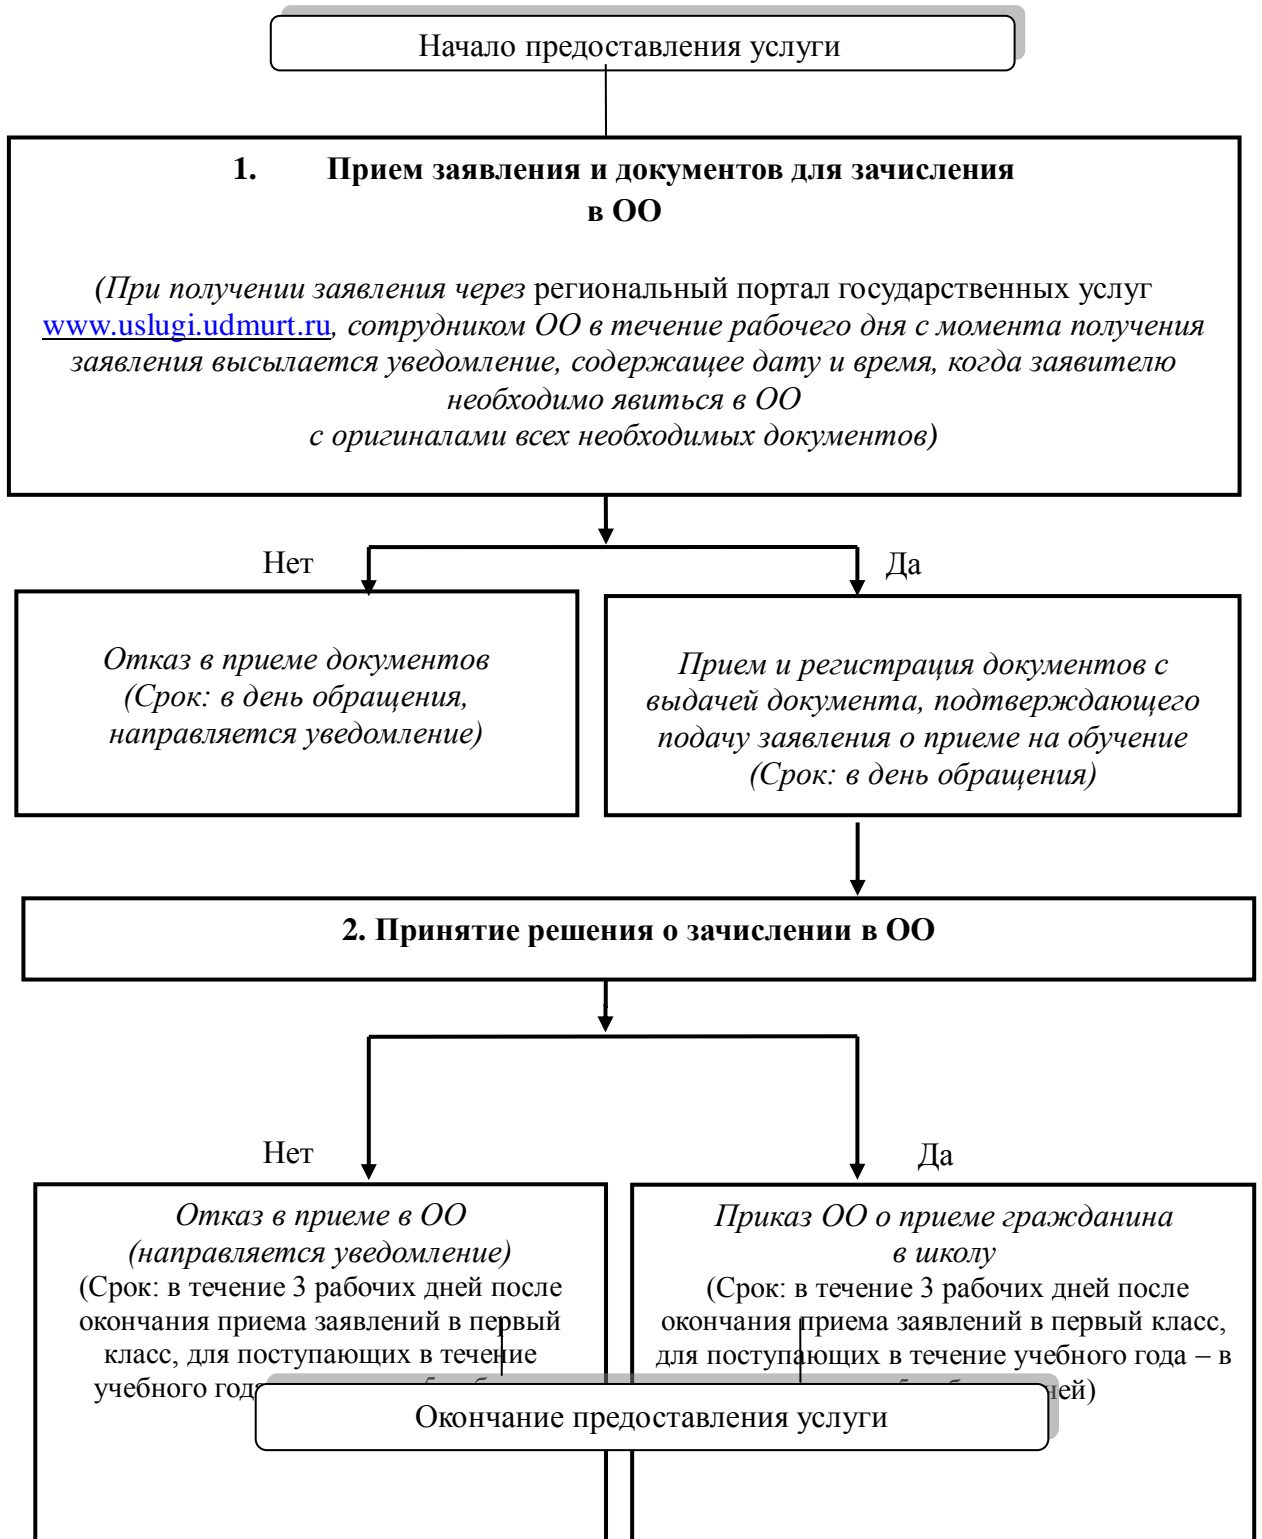 Начало предоставления услуги
1. Прием заявления и документов для зачисления
в ОО
(При получении заявления через региональный портал государственных услуг
www.uslugi.udmurt.ru, сотрудником ОО в течение рабочего дня с момента получения
заявления высылается уведомление, содержащее дату и время, когда заявителю
необходимо явиться в ОО
с оригиналами всех необходимых документов)
Нет
Да
Отказ в приеме документов
(Срок: в день обращения,
направляется уведомление)
Прием и регистрация документов с
выдачей документа, подтверждающего
подачу заявления о приеме на обучение
(Срок: в день обращения)
2. Принятие решения о зачислении в ОО
Нет
Да
Отказ в приеме в ОО
(направляется уведомление)
(Срок: в течение 3 рабочих дней после
окончания приема заявлений в первый
класс, для поступающих в течение
учебного
Приказ ОО о приеме гражданина
в школу
(Срок: в течение 3 рабочих дней после
окончания приема заявлений в первый класс,
для поступающих в течение учебного года – в
Окончание предоставления услуги